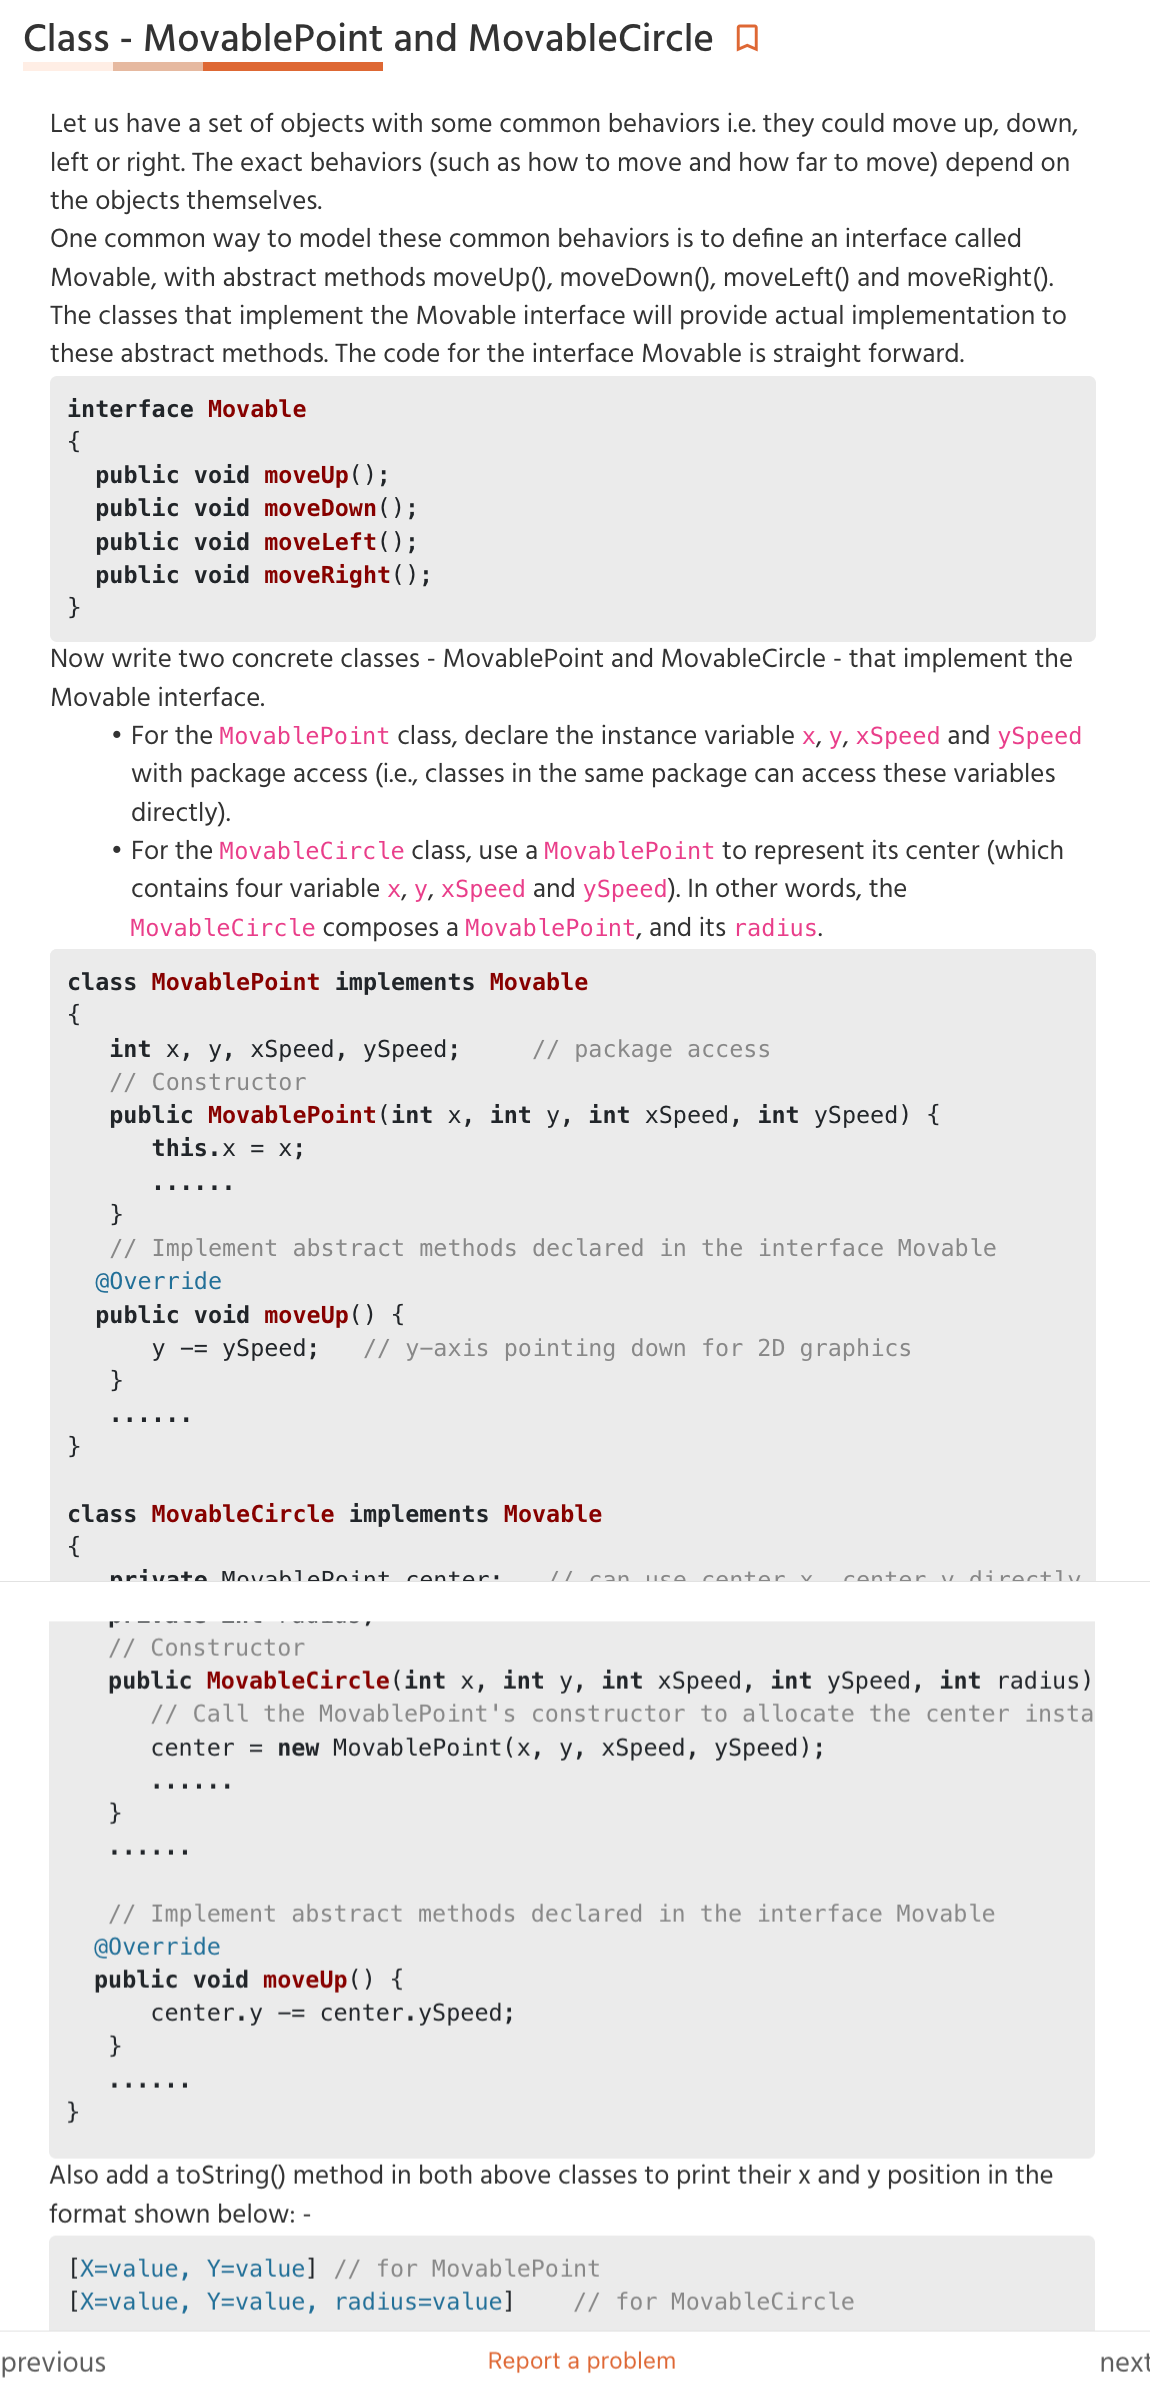 Class - MovablePoint and MovableCircle
Let us have a set of objects with some common behaviors i.e. they could move up, down,
left or right. The exact behaviors (such as how to move and how far to move) depend on
the objects themselves.
One common way to model these common behaviors is to define an interface called
Movable, with abstract methods moveUp(), moveDown(), moveLeft() and moveRight().
The classes that implement the Movable interface will provide actual implementation to
these abstract methods. The code for the interface Movable is straight forward.
interface Movable
{
  public void moveUp();
  public void moveDown();
  public void moveLeft();
  public void moveRight();
}
Now write two concrete classes - MovablePoint and MovableCircle - that implement the
Movable interface.
• For the MovablePoint class, declare the instance variable x, y, xSpeed and ySpeed
with package access (i.e., classes in the same package can access these variables
directly).
• For the MovableCircle class, use a MovablePoint to represent its center (which
contains four variable x, y, xSpeed and ySpeed). In other words, the
MovableCircle composes a MovablePoint, and its radius.
class MovablePoint implements Movable
{
   int x, y, xSpeed, ySpeed;     // package access
   // Constructor
   public MovablePoint(int x, int y, int xSpeed, int ySpeed) {
      this.x = x;
      ......
   }
   // Implement abstract methods declared in the interface Movable
  @Override
  public void moveUp() {
      y -= ySpeed;   // y-axis pointing down for 2D graphics
   }
   ......
}
class MovableCircle implements Movable
{
   private MovablePoint center;   // can use center.x, center.y directly
   private int radius;
   // Constructor
   public MovableCircle(int x, int y, int xSpeed, int ySpeed, int radius)
      // Call the MovablePoint's constructor to allocate the center insta
      center = new MovablePoint(x, y, xSpeed, ySpeed);
      ......
   }
   ......
   // Implement abstract methods declared in the interface Movable
  @Override
  public void moveUp() {
      center.y -= center.ySpeed;
   }
   ......
}
Also add a toString() method in both above classes to print their x and y position in the
format shown below: -
[X=value, Y=value] // for MovablePoint
[X=value, Y=value, radius=value]    // for MovableCircle
previous Report a problem next